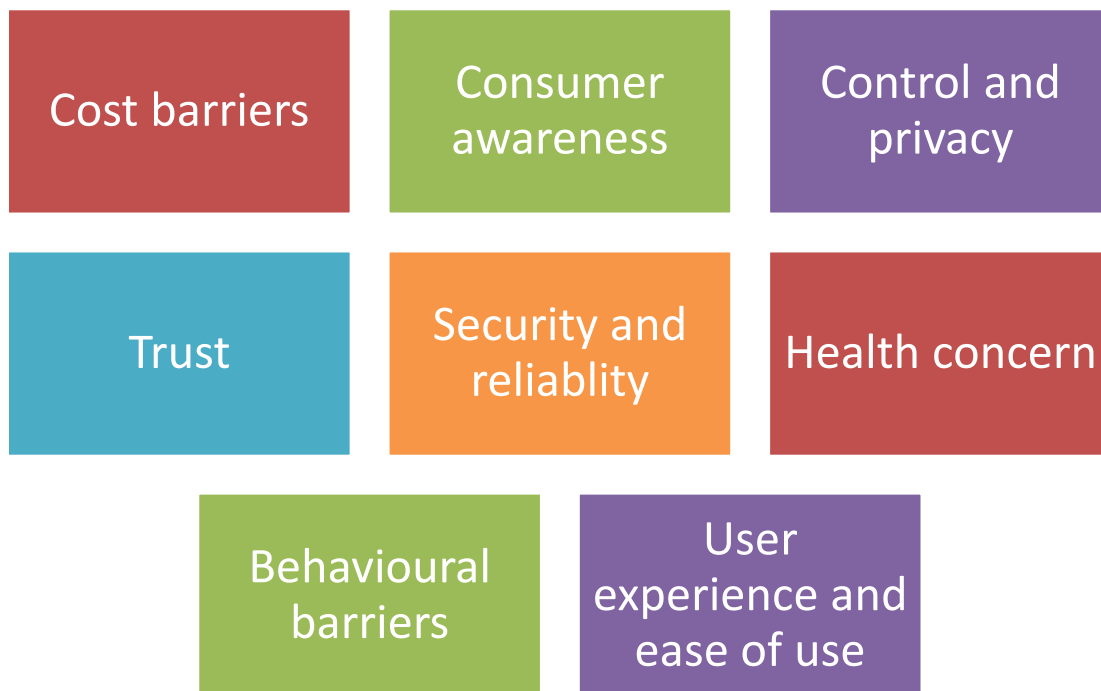 Cost barriers
Consumer
awareness
Control and
privacy
Trust
Security and
reliablity
Health concern
Behavioural
barriers
User
experience and
ease of use